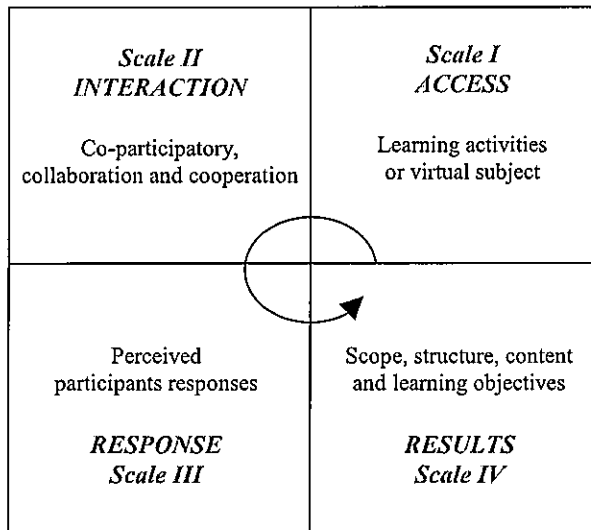 Scale II
INTERACTION
Co-participatory,
collaboration and cooperation
Scale I
ACCESS
Learning activities
or virtual subject
Perceived
participants responses
RESPONSE
Scale III
Scope, structure, content
and learning objectives
RESULTS
Scale IV